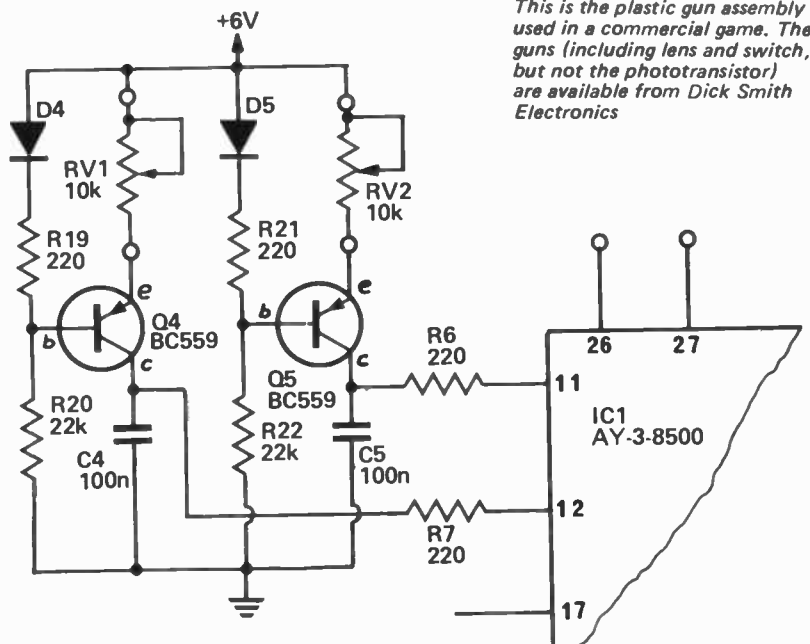 This is the plastic gun assembly
used in a commercial game. The
guns (including lens and switch,
but not the phototransistor)
are available from Dick Smith
Electronics
+6V
D4
D5
RV1
10k
RV2
10k
R19
220
R21
220
e
e
b
Q4
BC559
b
c
c
Q5
BC559
R6
220
26
27
11
IC1
AY-3-8500
R20
22k
R22
22k
C4
100n
C5
100n
12
R7
220
17